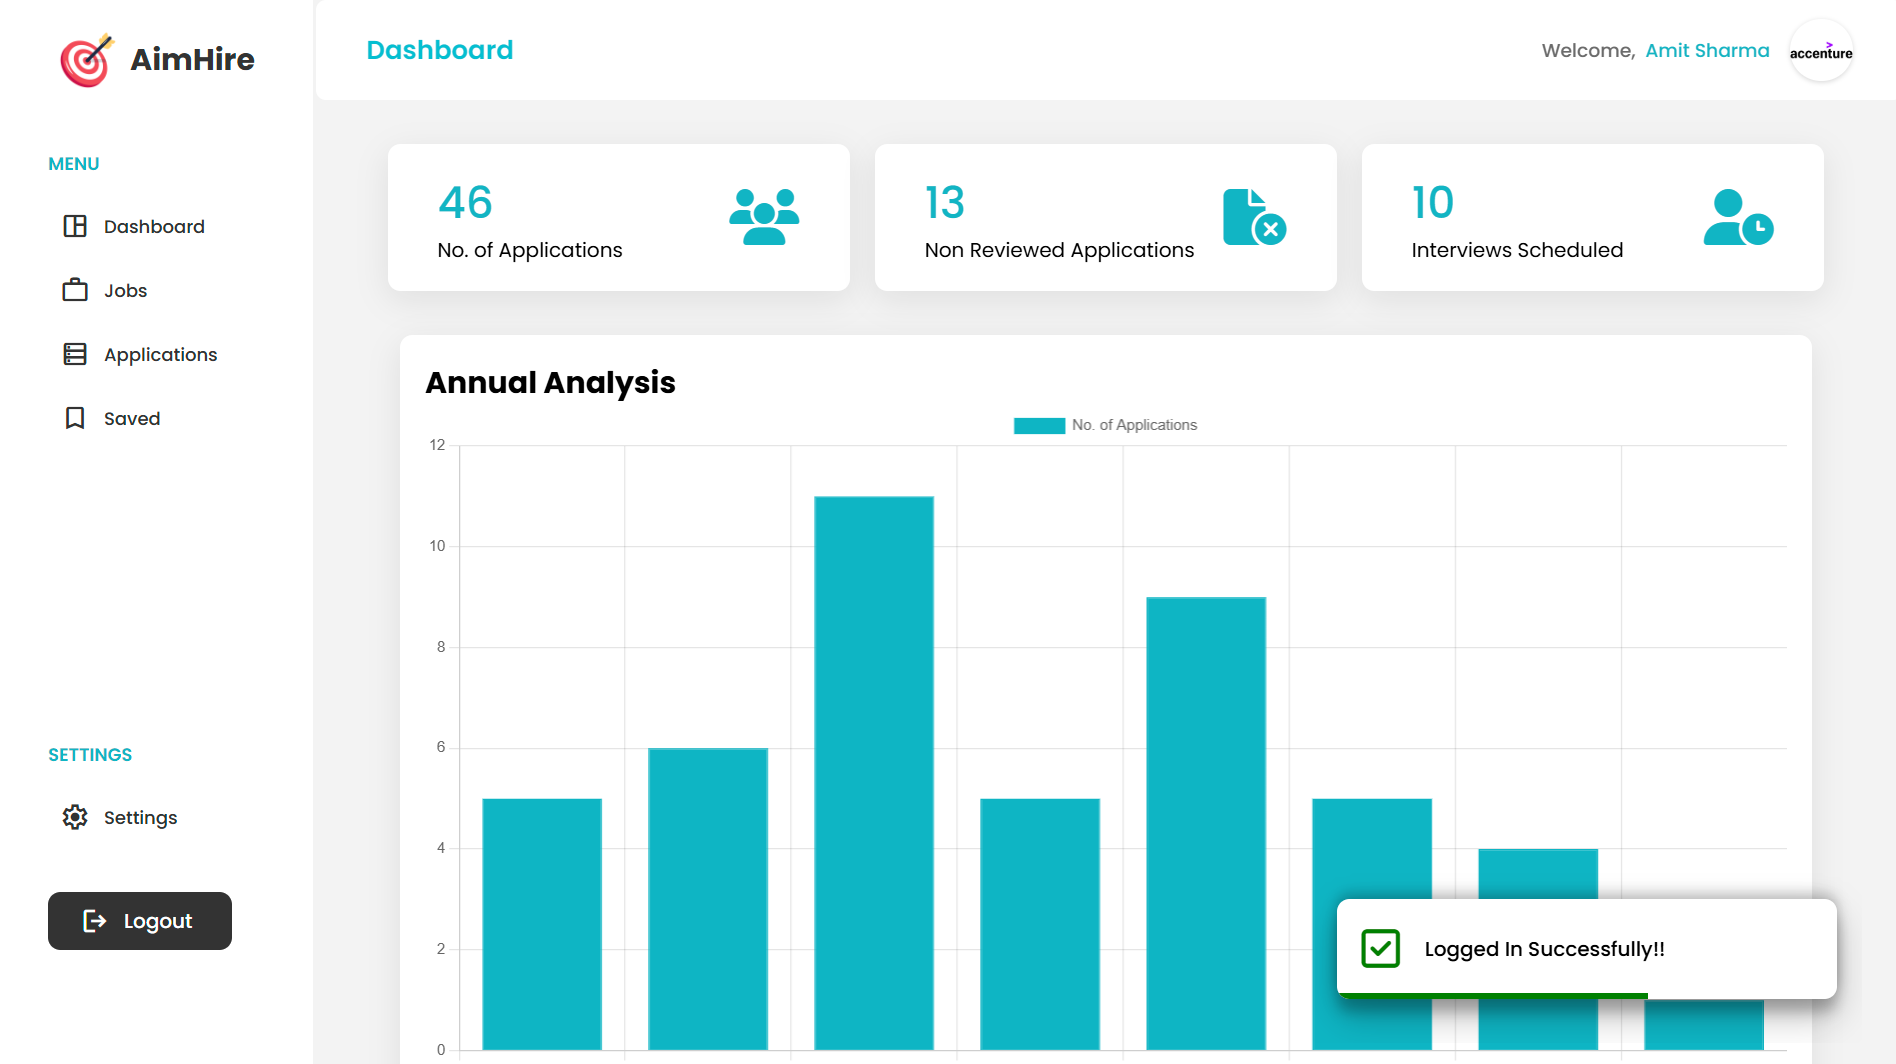 AimHire
MENU
Dashboard
Jobs
Applications
Saved
SETTINGS
Settings
Logout
Dashboard
Welcome, Amit Sharma
accenture
46
No. of Applications
13
Non Reviewed Applications
10
Interviews Scheduled
Annual Analysis
No. of Applications
12
10
8
6
4
2
0
Logged In Successfully!!